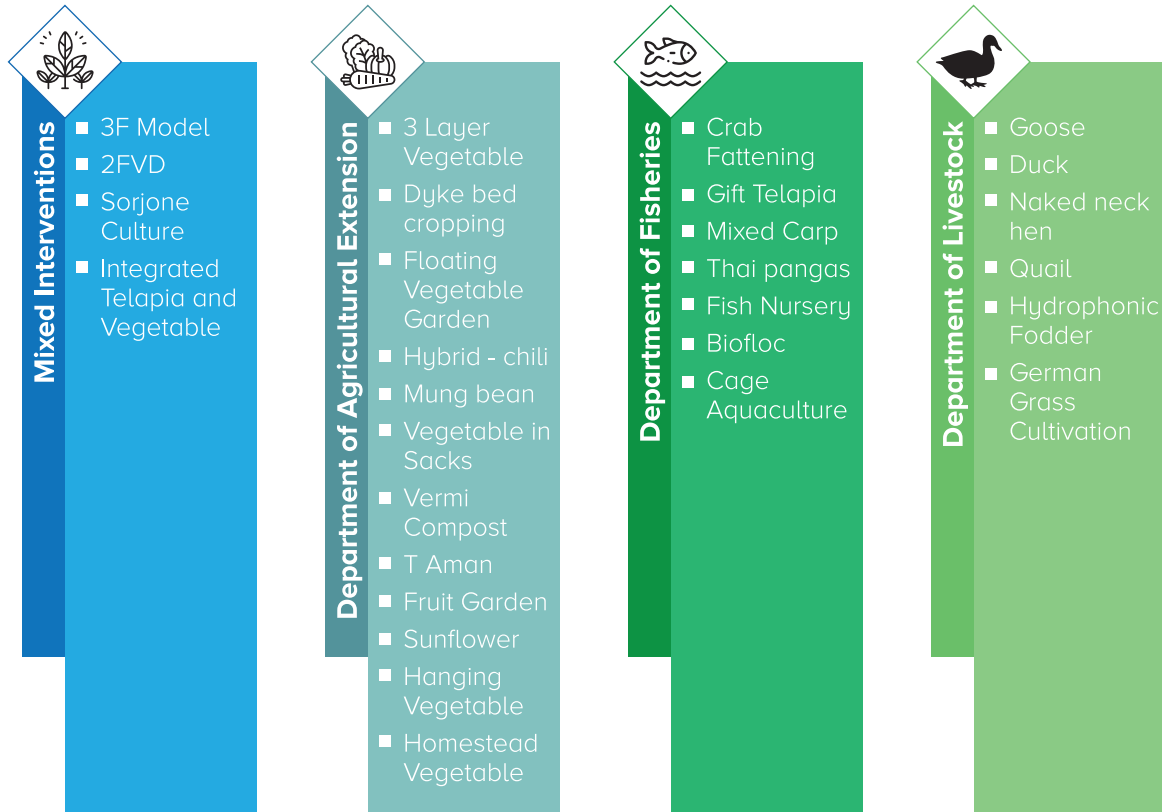 Mixed Interventions
3F Model
2FVD
Sorjone
Culture
Integrated
Telapia and
Vegetable
Department of Agricultural Extension
3 Layer
Vegetable
Dyke bed
cropping
Floating
Vegetable
Garden
Hybrid - chili
Mung bean
Vegetable in
Sacks
Vermi
Compost
T Aman
Fruit Garden
Sunflower
Hanging
Vegetable
Homestead
Vegetable
Department of Fisheries
Crab
Fattening
Gift Telapia
Mixed Carp
Thai pangas
Fish Nursery
Biofloc
Cage
Aquaculture
Department of Livestock
Goose
Duck
Naked neck
hen
Quail
Hydrophonic
Fodder
German
Grass
Cultivation